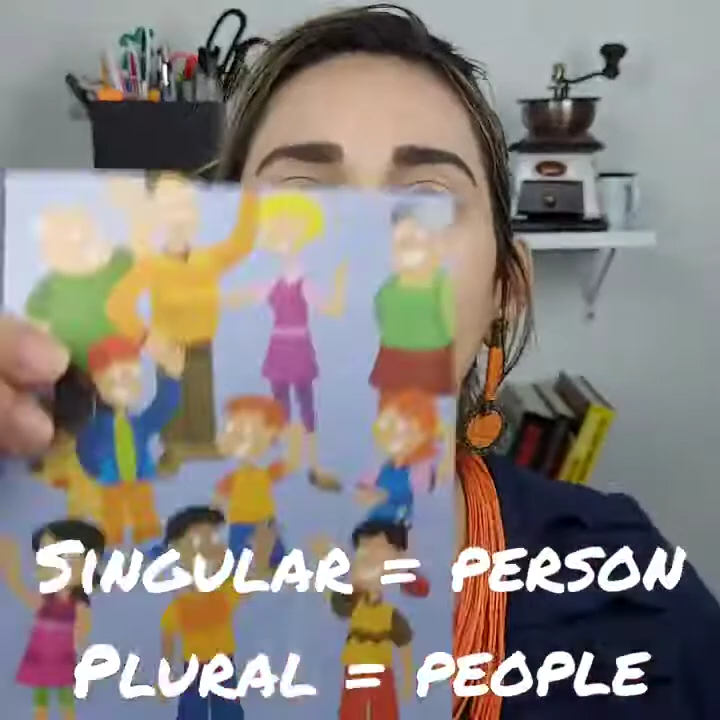 Singular = person
Plural = people